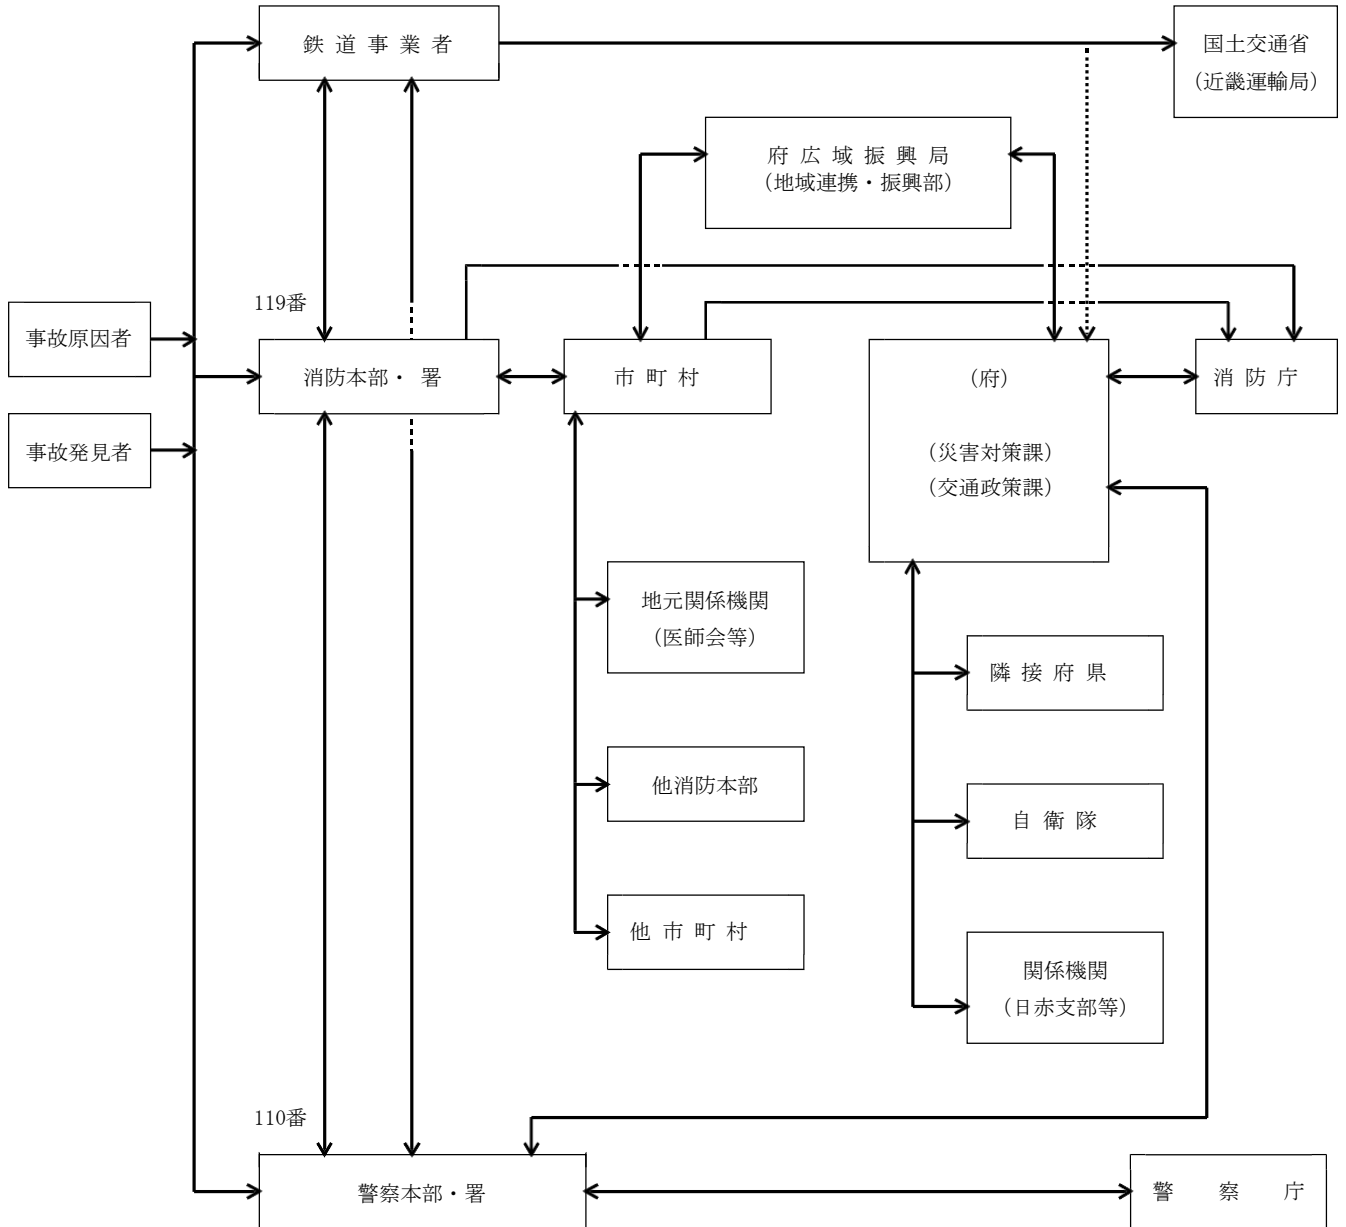 鉄道事業者
国土交通省
（近畿運輸局）
府広域振興局
（地域連携・振興部）
119番
事故原因者
消防本部・署
市町村
（府）
消防庁
事故発見者
（災害対策課）
（交通政策課）
地元関係機関
（医師会等）
隣接府県
他消防本部
自衛隊
他市町村
関係機関
（日赤支部等）
110番
警察本部・署
警察庁